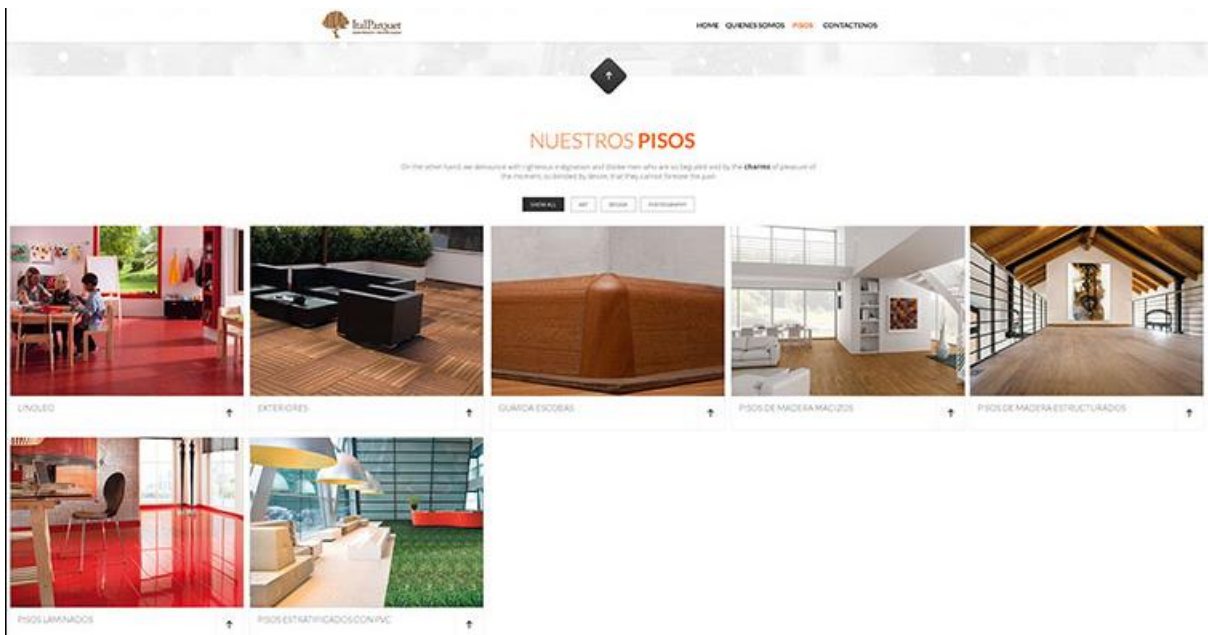 ItalParquet
HOME QUIENES SOMOS PISOS CONTACTENOS
NUESTROS PISOS
On the other hand, we denounce with righteous indignation and dislike men who are so beguiled and by the charms of pleasure of
the moment, so blinded by desire, that they cannot foresee the pain
SHOW ALL ART DESIGN PHOTOGRAPHY
LINOLEO EXTERIORES GUARDA ESCOBAS PISOS DE MADERA MACIZOS PISOS DE MADERA ESTRUCTURADOS
PISOS LAMINADOS PISOS ESTRATIFICADOS CON PVC